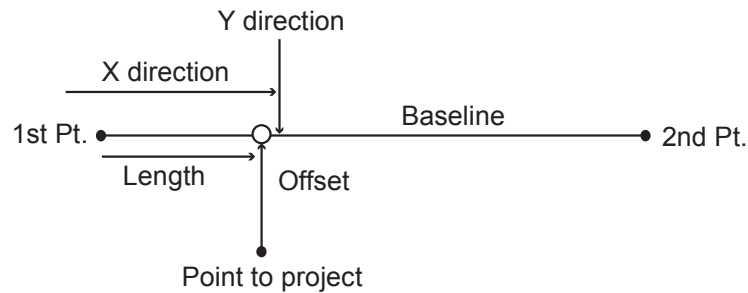 Y direction
X direction
Baseline
1st Pt.
2nd Pt.
Length
Offset
Point to project